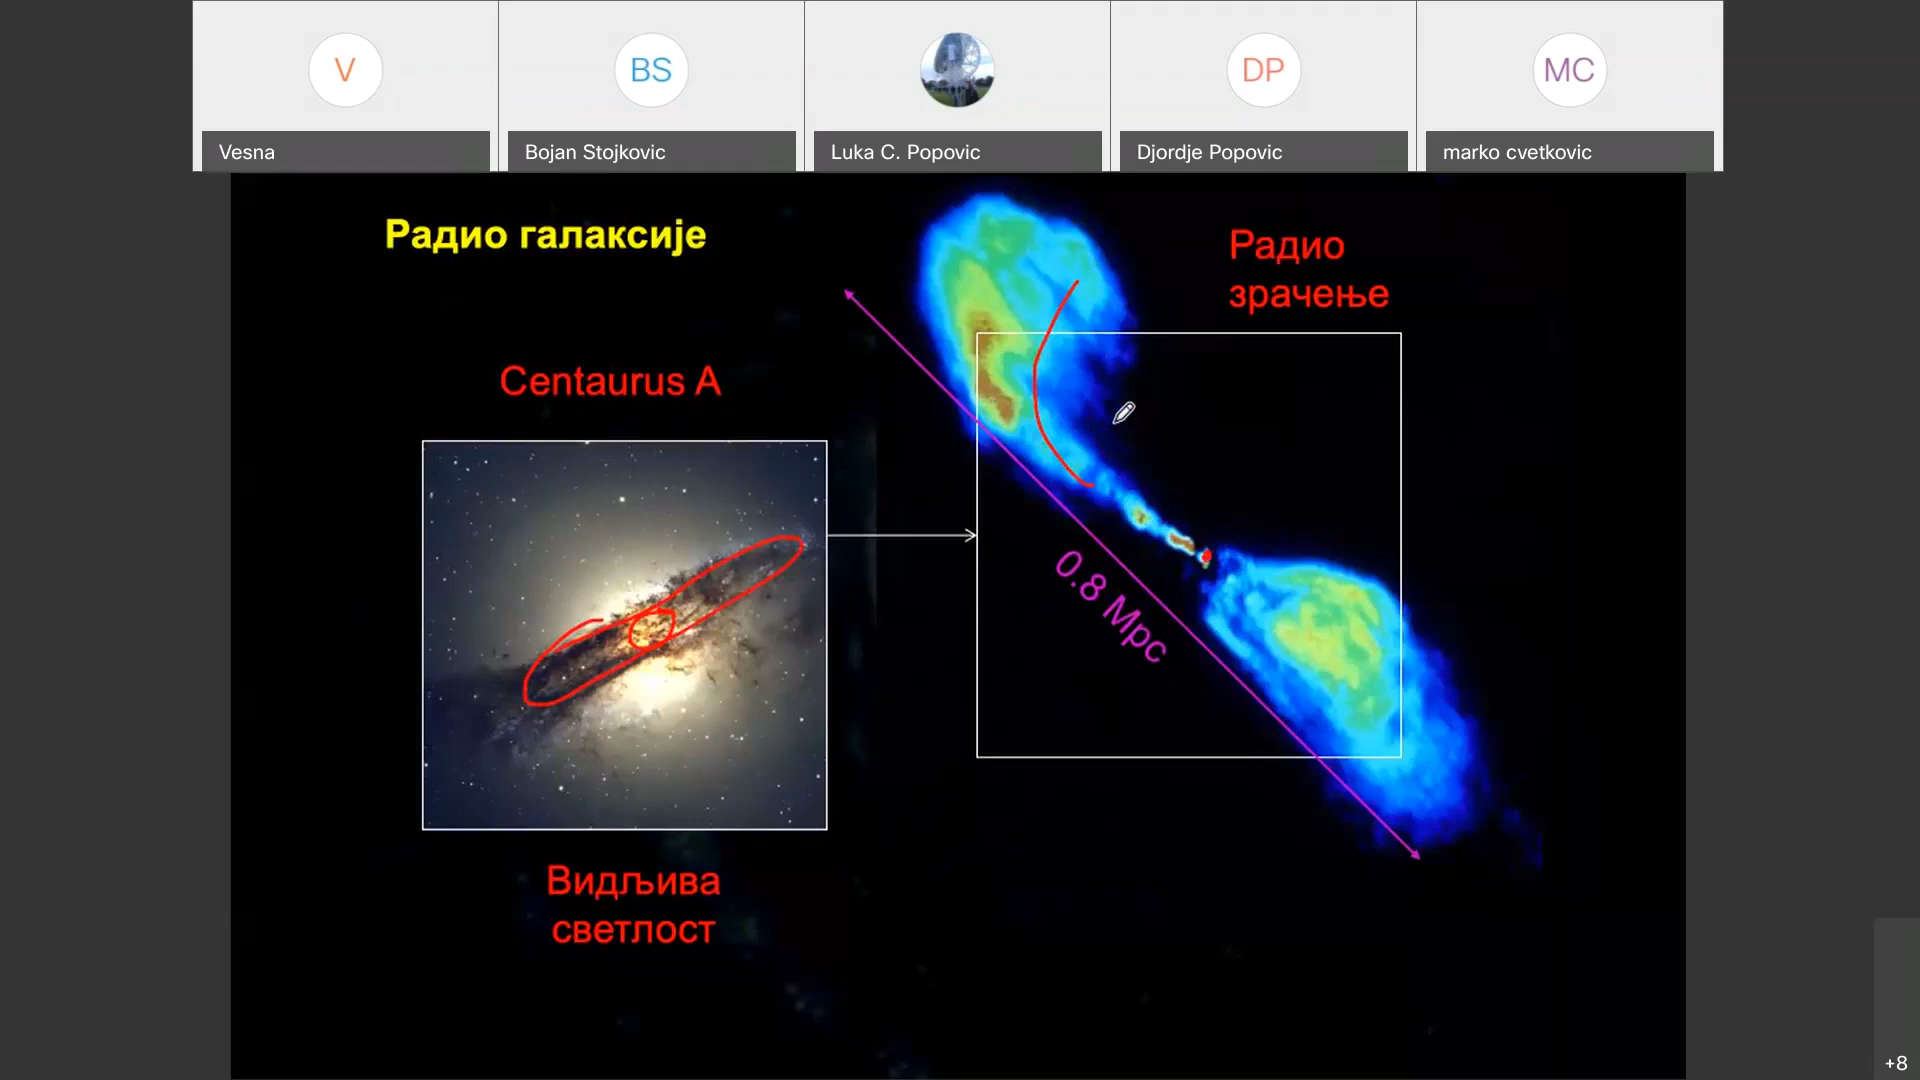 V
BS
DP
MC
Vesna
Bojan Stojkovic
Luka C. Popovic
Djordje Popovic
marko cvetkovic
Радио галаксије
Радио
зрачење
Centaurus A
0.8 Mpc
Видљива
светлост
+8